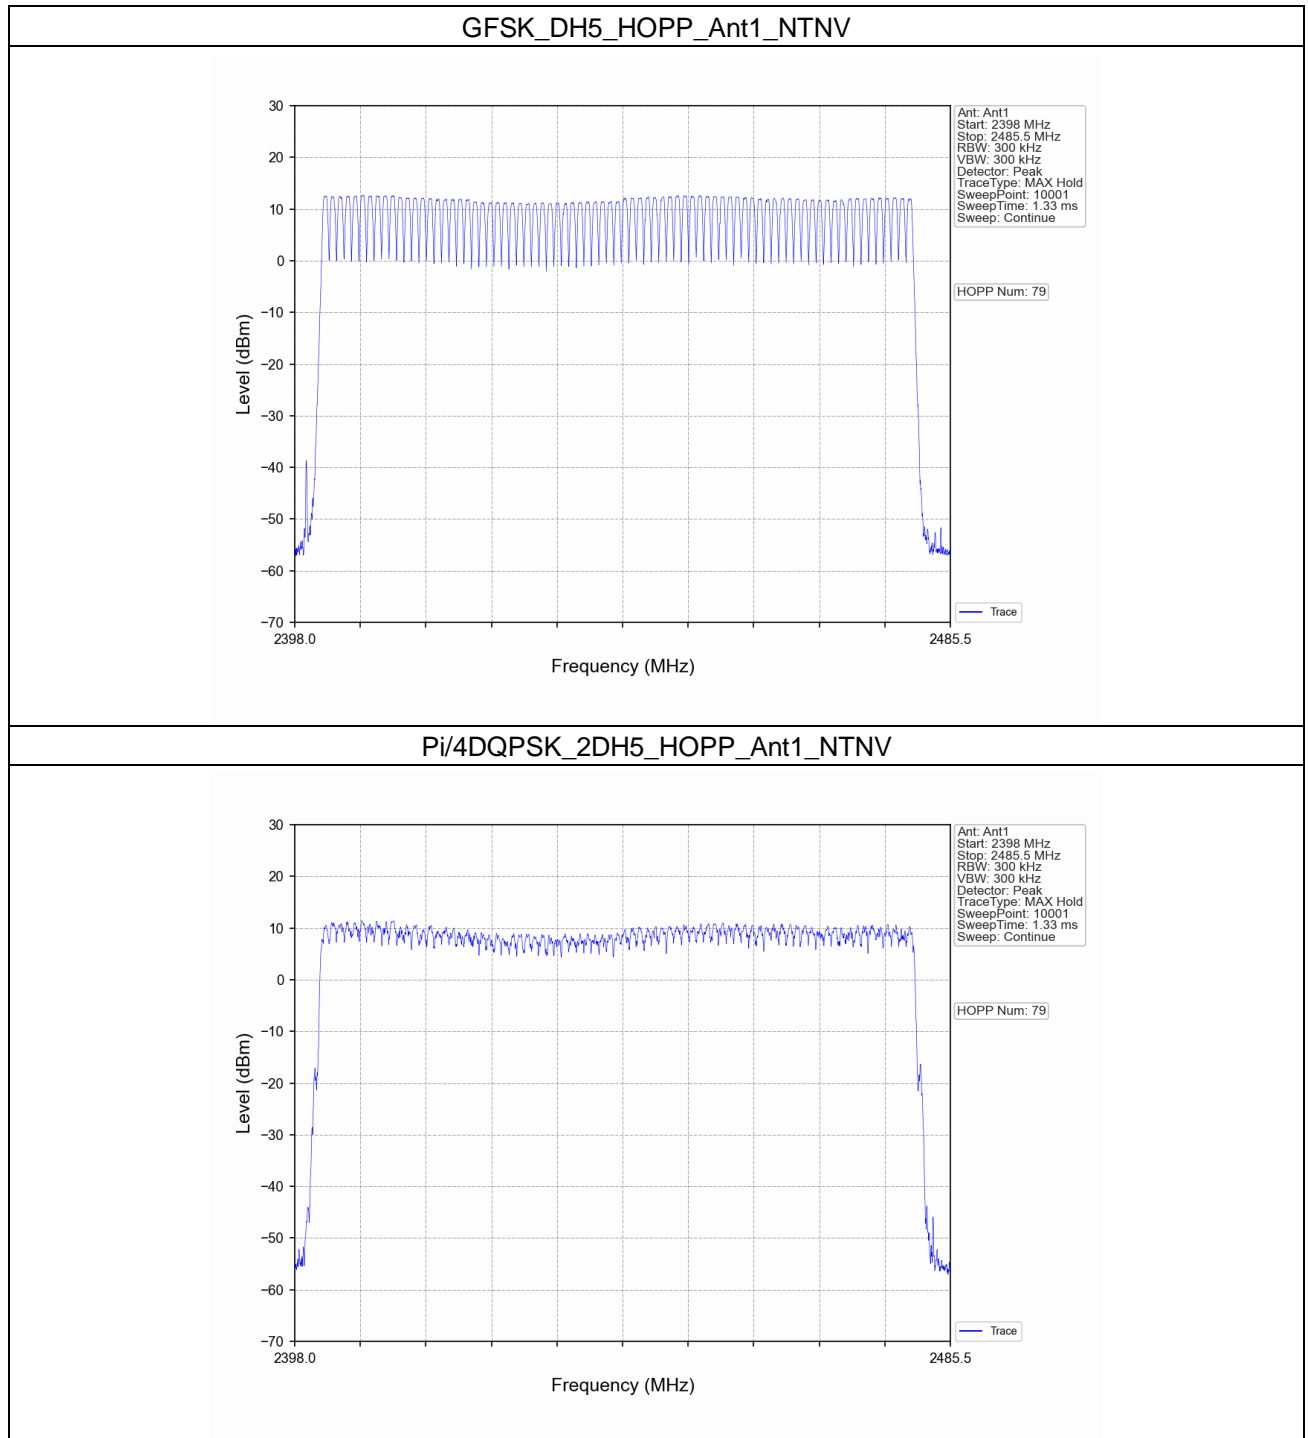 GFSK_DH5_HOPP_Ant1_NTNV
30
20
10
0
−10
−20
−30
−40
−50
−60
−70
Level (dBm)
2398.0
2485.5
Frequency (MHz)
Ant: Ant1
Start: 2398 MHz
Stop: 2485.5 MHz
RBW: 300 kHz
VBW: 300 kHz
Detector: Peak
TraceType: MAX Hold
SweepPoint: 10001
SweepTime: 1.33 ms
Sweep: Continue
HOPP Num: 79
Trace
Pi/4DQPSK_2DH5_HOPP_Ant1_NTNV
30
20
10
0
−10
−20
−30
−40
−50
−60
−70
Level (dBm)
2398.0
2485.5
Frequency (MHz)
Ant: Ant1
Start: 2398 MHz
Stop: 2485.5 MHz
RBW: 300 kHz
VBW: 300 kHz
Detector: Peak
TraceType: MAX Hold
SweepPoint: 10001
SweepTime: 1.33 ms
Sweep: Continue
HOPP Num: 79
Trace